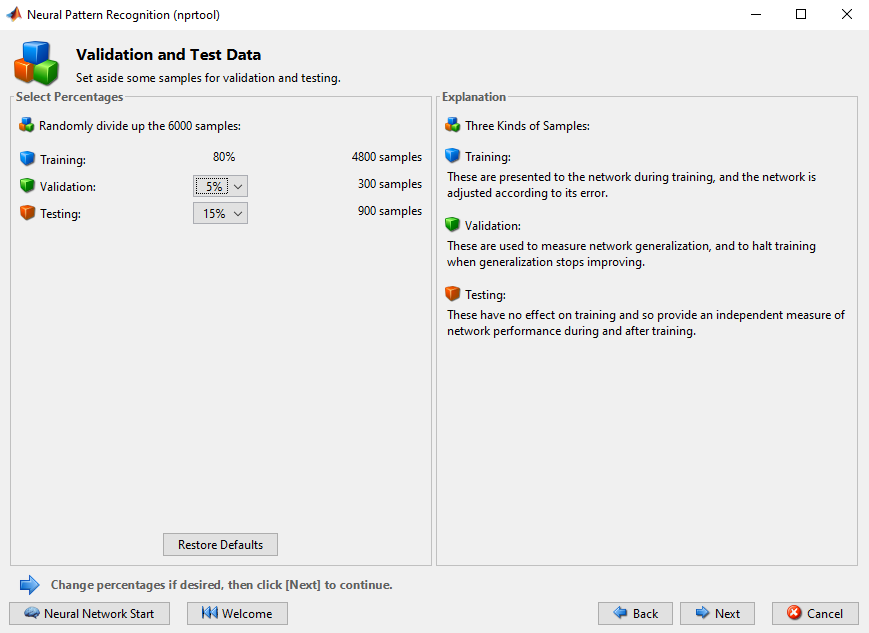 Neural Pattern Recognition (nprtool)
Validation and Test Data
Set aside some samples for validation and testing.
Select Percentages
Randomly divide up the 6000 samples:
Training: 80% 4800 samples
Validation: 5% 300 samples
Testing: 15% 900 samples
Restore Defaults
Explanation
Three Kinds of Samples:
Training:
These are presented to the network during training, and the network is
adjusted according to its error.
Validation:
These are used to measure network generalization, and to halt training
when generalization stops improving.
Testing:
These have no effect on training and so provide an independent measure of
network performance during and after training.
Change percentages if desired, then click [Next] to continue.
Neural Network Start Welcome Back Next Cancel